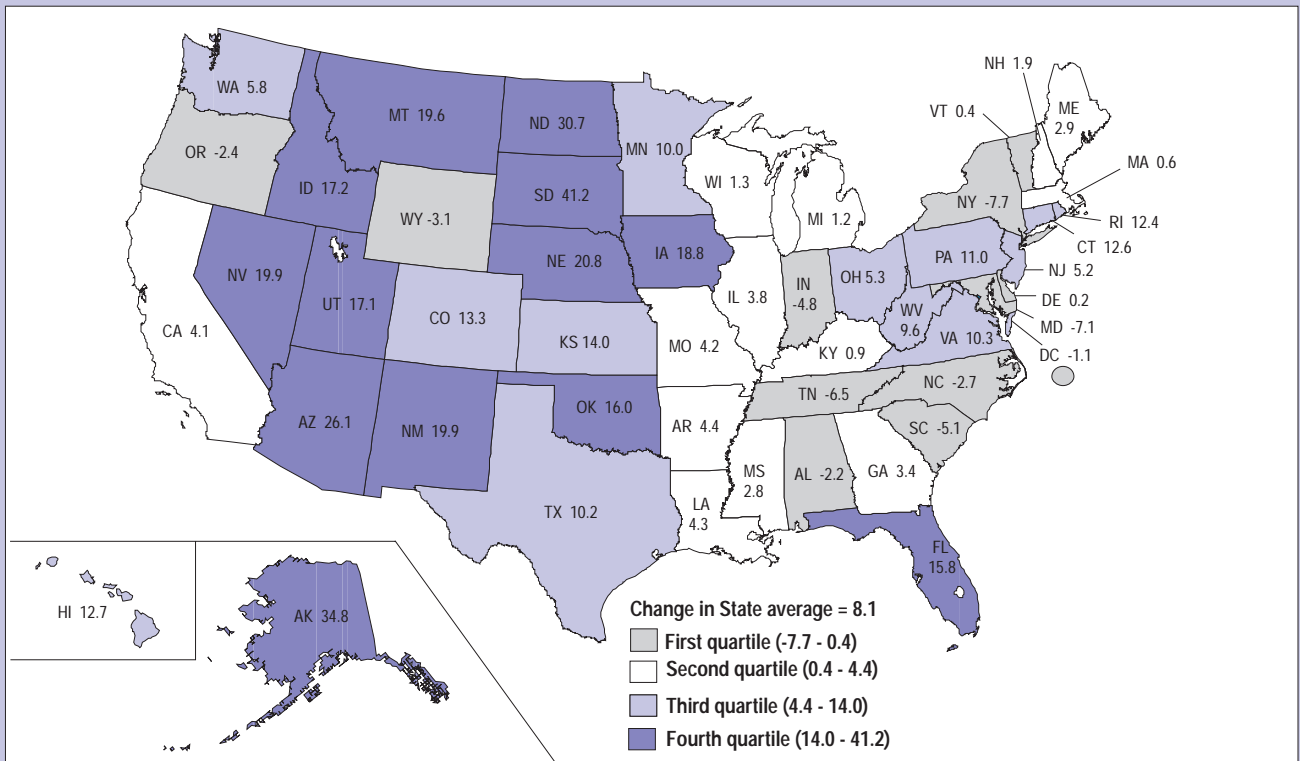 NH 1.9
ME
2.9
VT 0.4
WA 5.8
MT 19.6
ND 30.7
MN 10.0
OR -2.4
MA 0.6
ID 17.2
SD 41.2
WI 1.3
NY -7.7
WY -3.1
MI 1.2
RI 12.4
CT 12.6
IA 18.8
PA 11.0
NE 20.8
NV 19.9
OH 5.3
NJ 5.2
IN
-4.8
UT 17.1
IL 3.8
DE 0.2
CO 13.3
WV
9.6
MD -7.1
CA 4.1
KS 14.0
MO 4.2
VA 10.3
KY 0.9
DC -1.1
NC -2.7
TN -6.5
OK 16.0
AZ 26.1
NM 19.9
AR 4.4
SC -5.1
MS
2.8
AL -2.2
GA 3.4
TX 10.2
LA
4.3
FL
15.8
HI 12.7
AK 34.8
Change in State average = 8.1
First quartile (-7.7 - 0.4)
Second quartile (0.4 - 4.4)
Third quartile (4.4 - 14.0)
Fourth quartile (14.0 - 41.2)